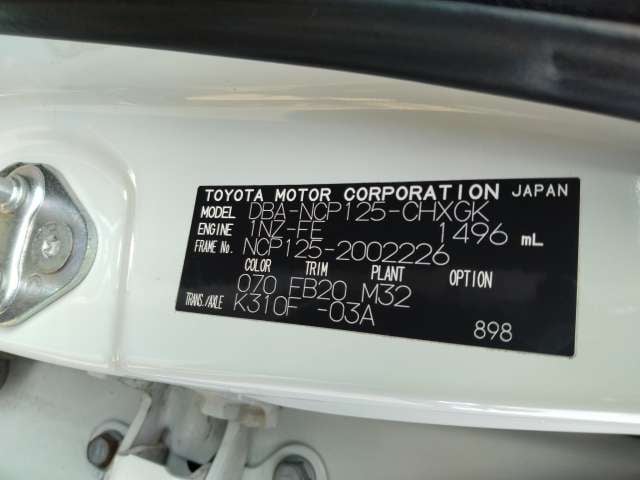 TOYOTA MOTOR CORPORATION JAPAN
MODEL DBA-NCP125-CHXGK
ENGINE 1NZ-FE 1496 mL
FRAME No. NCP125-2002226
COLOR TRIM PLANT OPTION
070 FB20 M32
TRANS./AXLE K310F -03A
898